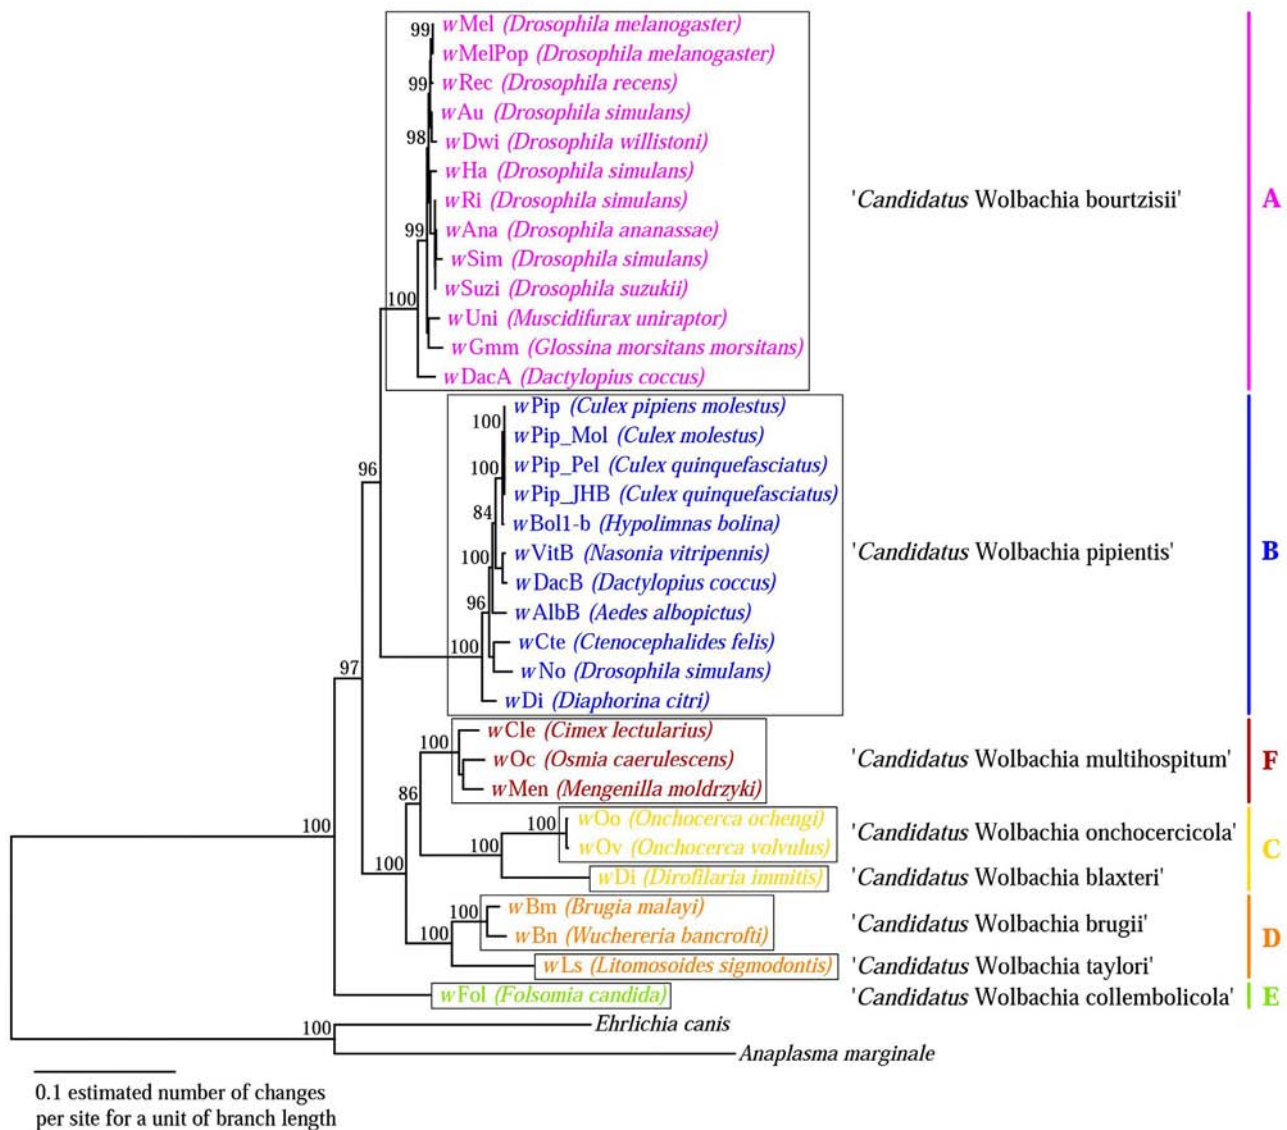 99
wMel (Drosophila melanogaster)
wMelPop (Drosophila melanogaster)
99
wRec (Drosophila recens)
wAu (Drosophila simulans)
98
wDwi (Drosophila willistoni)
wHa (Drosophila simulans)
wRi (Drosophila simulans)
'Candidatus Wolbachia bourtzisii'
A
99
wAna (Drosophila ananassae)
wSim (Drosophila simulans)
wSuzi (Drosophila suzukii)
100
wUni (Muscidifurax uniraptor)
wGmm (Glossina morsitans morsitans)
wDacA (Dactylopius coccus)
wPip (Culex pipiens molestus)
100
wPip_Mol (Culex molestus)
100
wPip_Pel (Culex quinquefasciatus)
96
wPip_JHB (Culex quinquefasciatus)
84
wBol1-b (Hypolimnas bolina)
100
wVitB (Nasonia vitripennis)
'Candidatus Wolbachia pipientis'
B
wDacB (Dactylopius coccus)
96
wAlbB (Aedes albopictus)
100
wCte (Ctenocephalides felis)
97
wNo (Drosophila simulans)
wDi (Diaphorina citri)
wCle (Cimex lectularius)
100
wOc (Osmia caerulescens)
'Candidatus Wolbachia multihospitum'
F
wMen (Mengenilla moldrzyki)
86
wOo (Onchocerca ochengi)
100
100
'Candidatus Wolbachia onchocercicola'
wOv (Onchocerca volvulus)
100
C
100
wDi (Dirofilaria immitis)
'Candidatus Wolbachia blaxteri'
wBm (Brugia malayi)
100
'Candidatus Wolbachia brugii'
wBn (Wuchereria bancrofti)
100
D
wLs (Litomosoides sigmodontis)
'Candidatus Wolbachia taylori'
wFol (Folsomia candida)
'Candidatus Wolbachia collembolicola'
E
100
Ehrlichia canis
Anaplasma marginale
0.1 estimated number of changes
per site for a unit of branch length